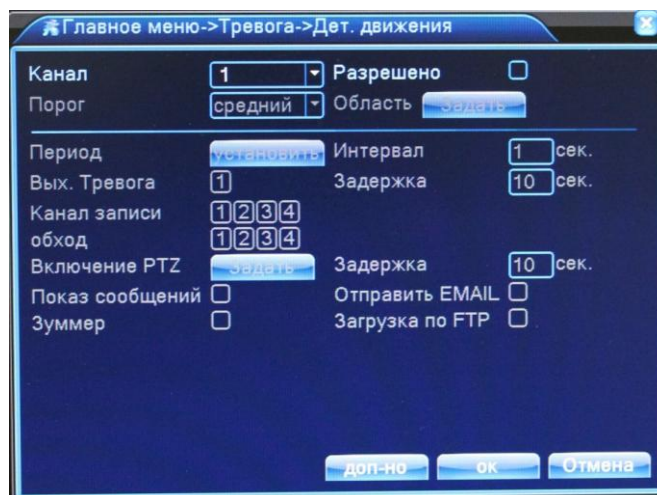 Главное меню->Тревога->Дет. движения
Канал 1 Разрешено
Порог средний Область Задать
Период установить Интервал 1 сек.
Вых. Тревога 1 Задержка 10 сек.
Канал записи 1 2 3 4
обход 1 2 3 4
Включение PTZ Задать Задержка 10 сек.
Показ сообщений Отправить EMAIL
Зуммер Загрузка по FTP
доп-но ок Отмена